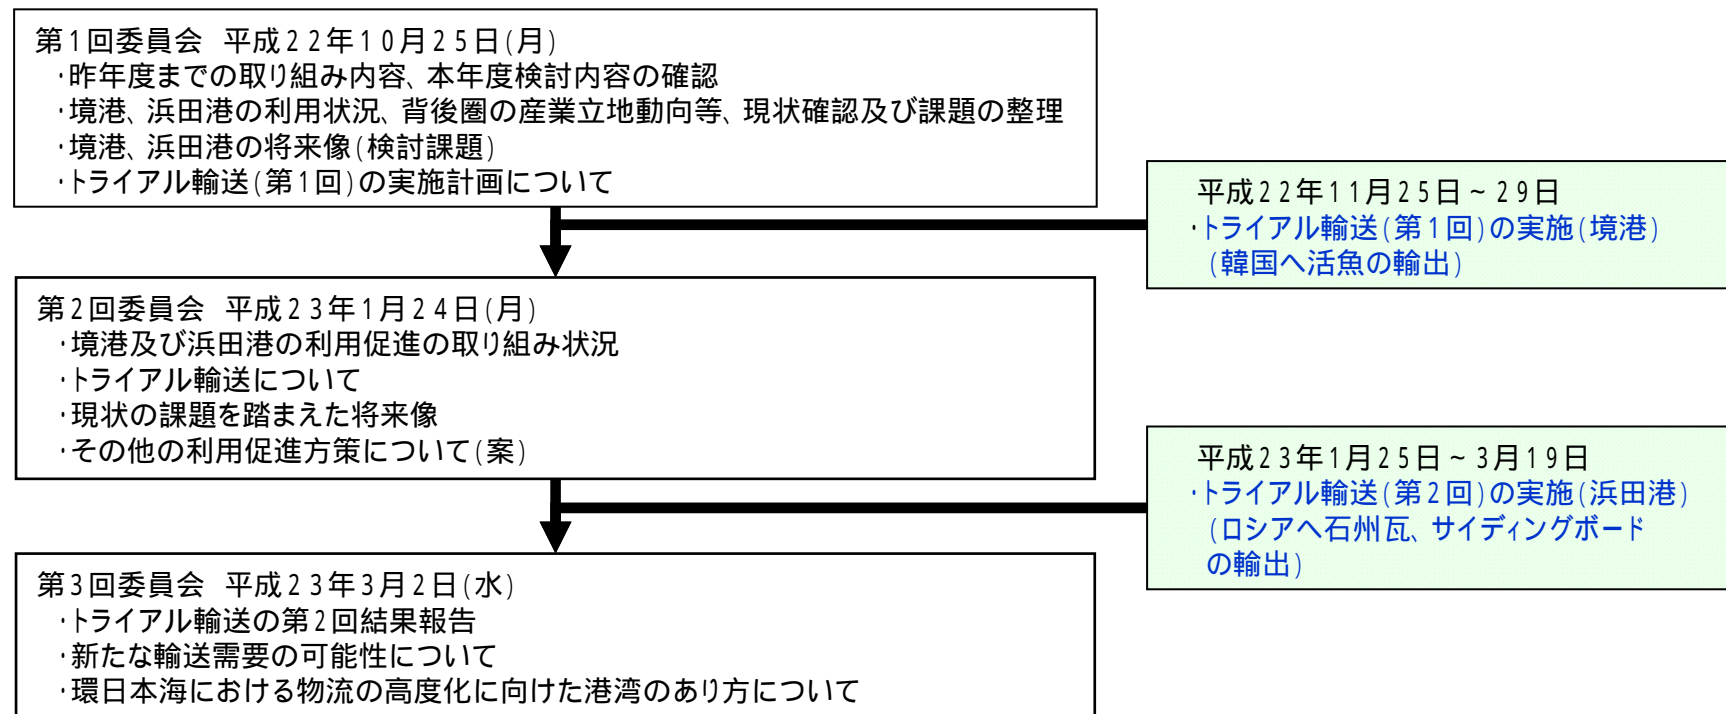 第1回委員会 平成22年10月25日(月)
・昨年度までの取り組み内容、本年度検討内容の確認
・境港、浜田港の利用状況、背後圏の産業立地動向等、現状確認及び課題の整理
・境港、浜田港の将来像(検討課題)
・トライアル輸送(第1回)の実施計画について
平成22年11月25日~29日
・トライアル輸送(第1回)の実施(境港)
(韓国へ活魚の輸出)
第2回委員会 平成23年1月24日(月)
・境港及び浜田港の利用促進の取り組み状況
・トライアル輸送について
・現状の課題を踏まえた将来像
・その他の利用促進方策について(案)
平成23年1月25日~3月19日
・トライアル輸送(第2回)の実施(浜田港)
(ロシアへ石州瓦、サイディングボード
の輸出)
第3回委員会 平成23年3月2日(水)
・トライアル輸送の第2回結果報告
・新たな輸送需要の可能性について
・環日本海における物流の高度化に向けた港湾のあり方について